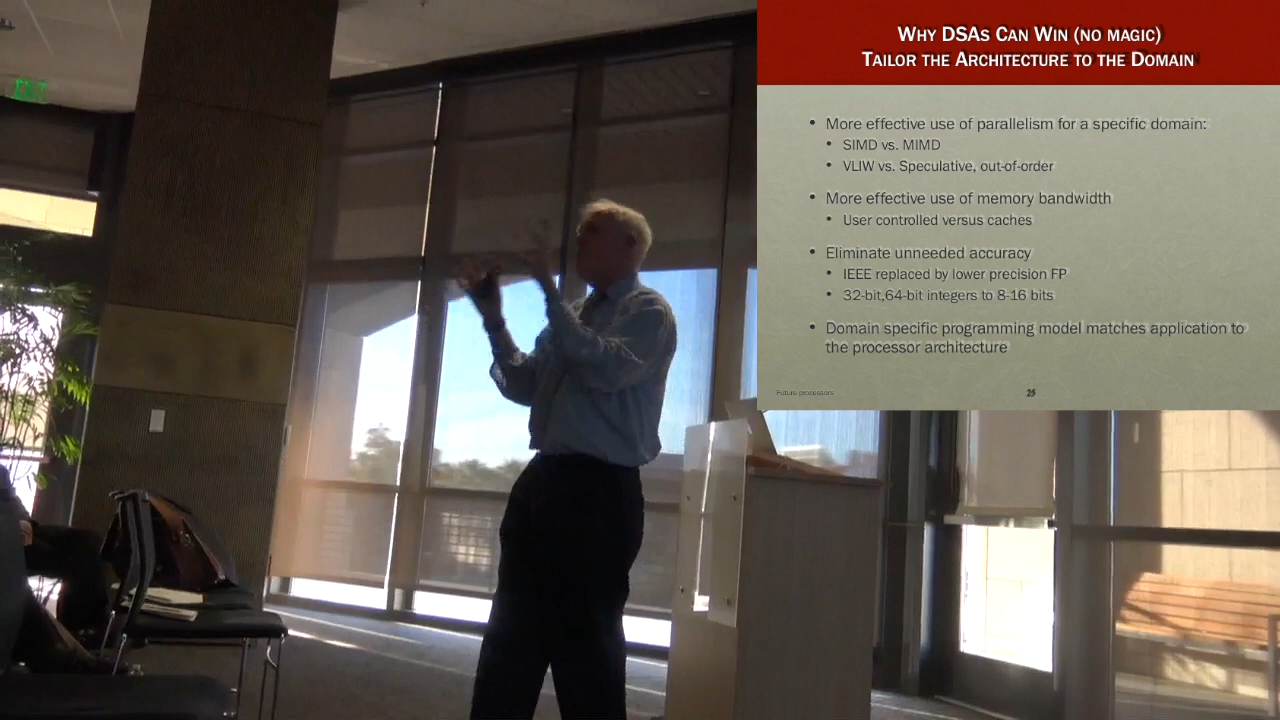 EXIT
WHY DSAS CAN WIN (NO MAGIC)
TAILOR THE ARCHITECTURE TO THE DOMAIN
• More effective use of parallelism for a specific domain:
• SIMD vs. MIMD
• VLIW vs. Speculative, out-of-order
• More effective use of memory bandwidth
• User controlled versus caches
• Eliminate unneeded accuracy
• IEEE replaced by lower precision FP
• 32-bit,64-bit integers to 8-16 bits
• Domain specific programming model matches application to
the processor architecture
Future processors